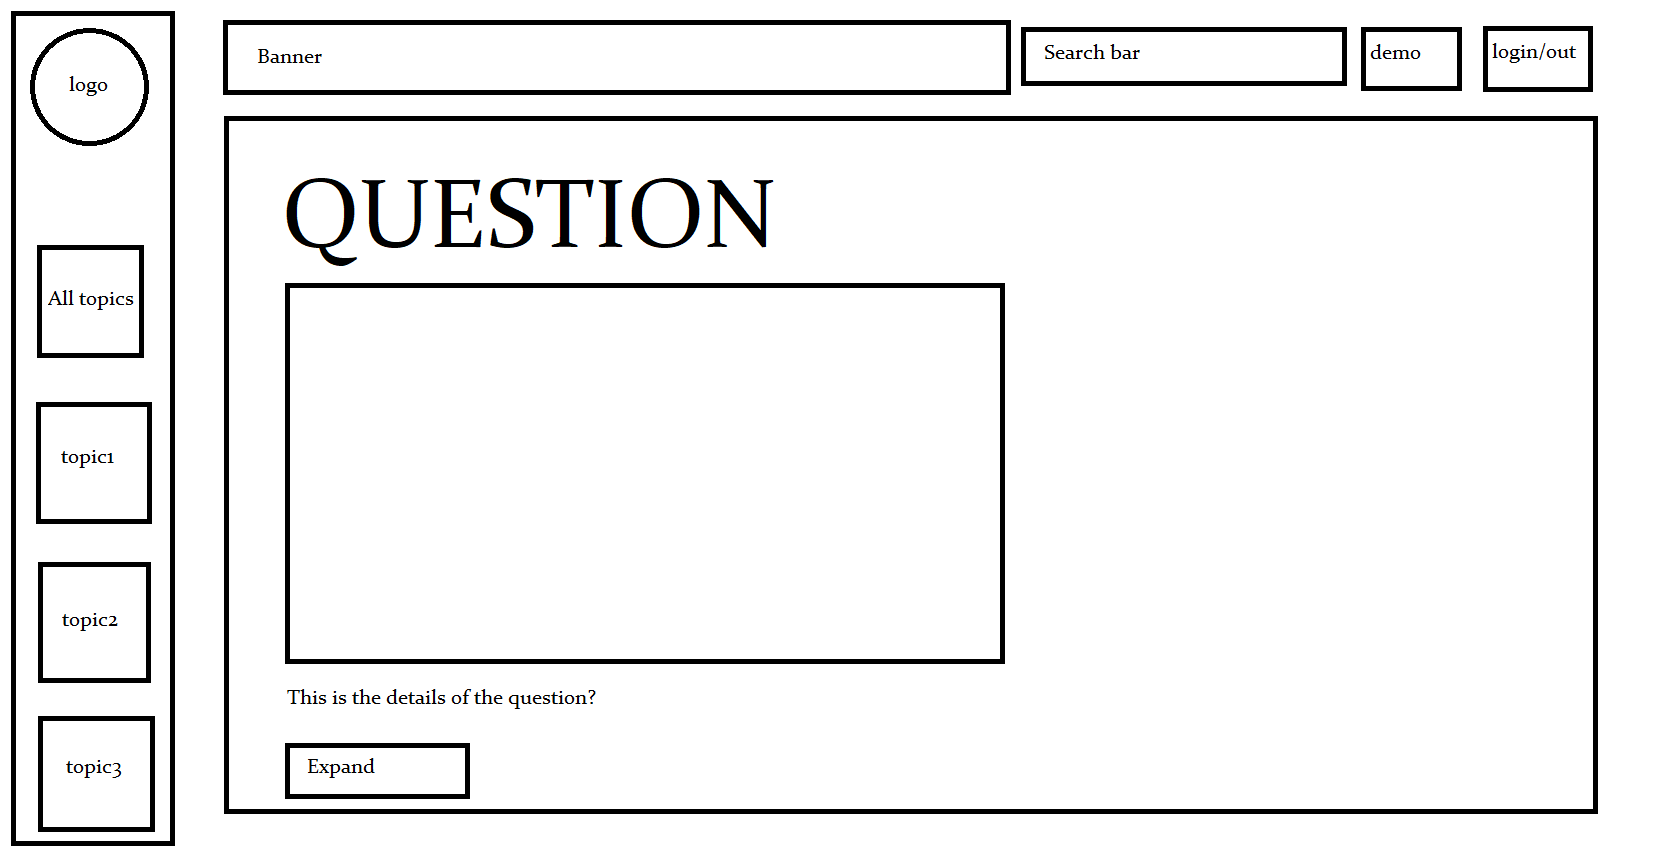 logo
Banner
Search bar
demo
login/out
All topics
topic1
topic2
topic3
QUESTION
This is the details of the question?
Expand